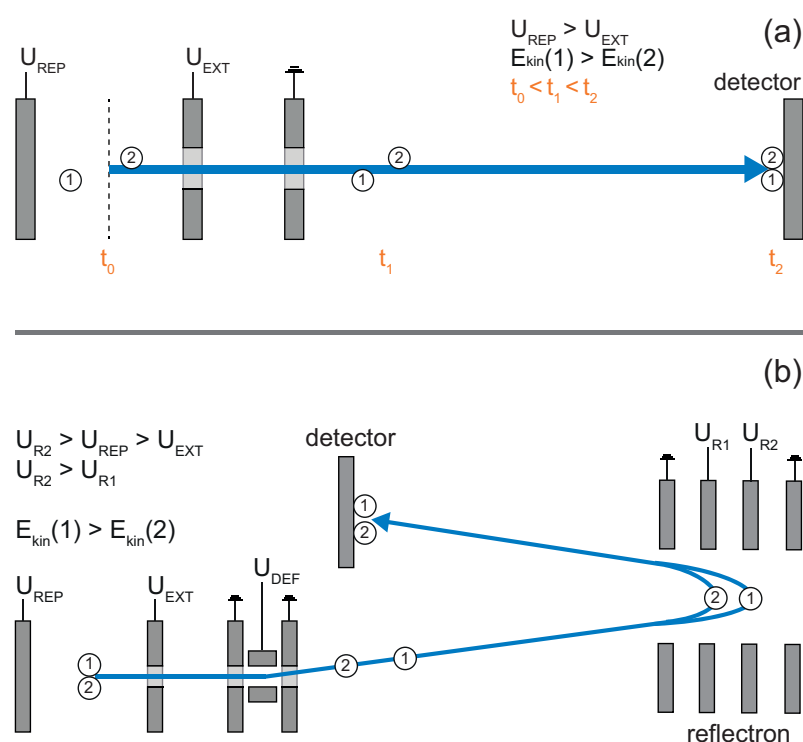 (a)
U_REP > U_EXT
E_kin(1) > E_kin(2)
t_0 < t_1 < t_2
U_REP
U_EXT
detector
2
2
2
1
1
1
t_0
t_1
t_2
(b)
U_R2 > U_REP > U_EXT
U_R2 > U_R1
E_kin(1) > E_kin(2)
detector
U_R1
U_R2
1
2
U_REP
U_EXT
U_DEF
2
1
1
2
2
1
reflectron